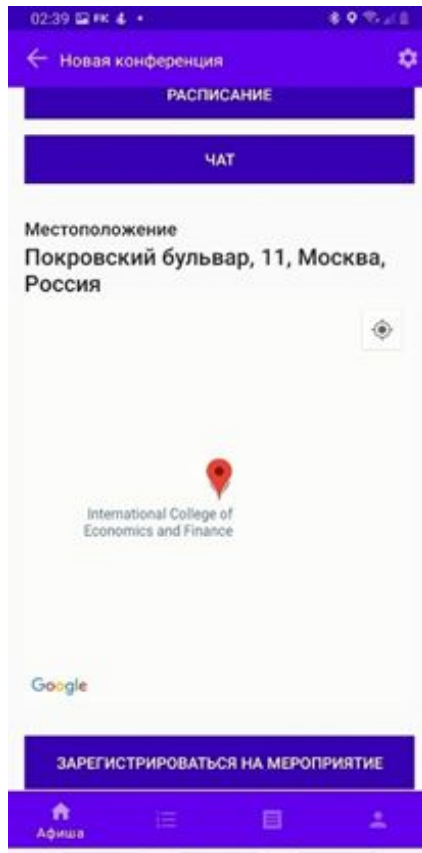 02:39
Новая конференция
РАСПИСАНИЕ
ЧАТ
Местоположение
Покровский бульвар, 11, Москва,
Россия
International College of
Economics and Finance
Google
ЗАРЕГИСТРИРОВАТЬСЯ НА МЕРОПРИЯТИЕ
Афиша